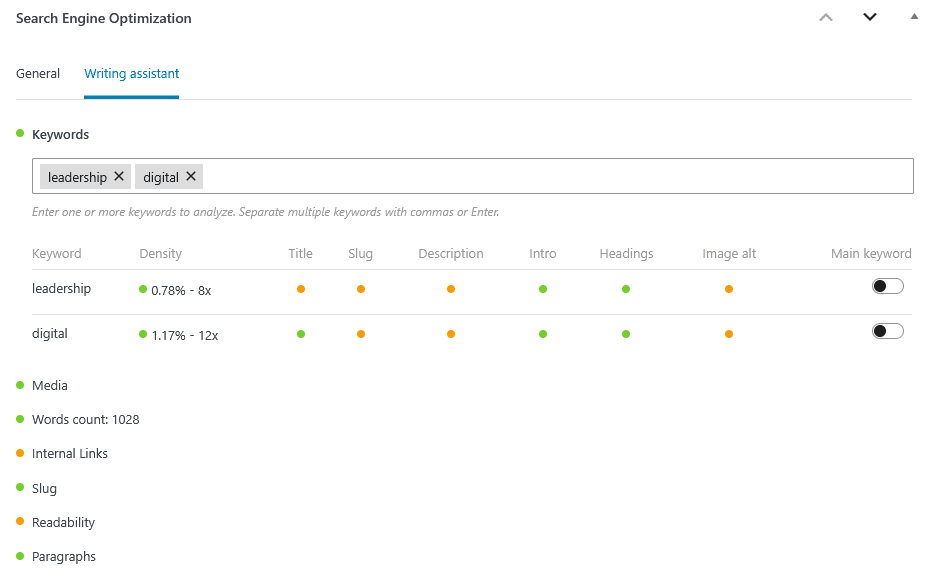 Search Engine Optimization
General Writing assistant
Keywords
leadership ✕ digital ✕
Enter one or more keywords to analyze. Separate multiple keywords with commas or Enter.
Keyword Density Title Slug Description Intro Headings Image alt Main keyword
leadership 0.78% - 8x
digital 1.17% - 12x
Media
Words count: 1028
Internal Links
Slug
Readability
Paragraphs